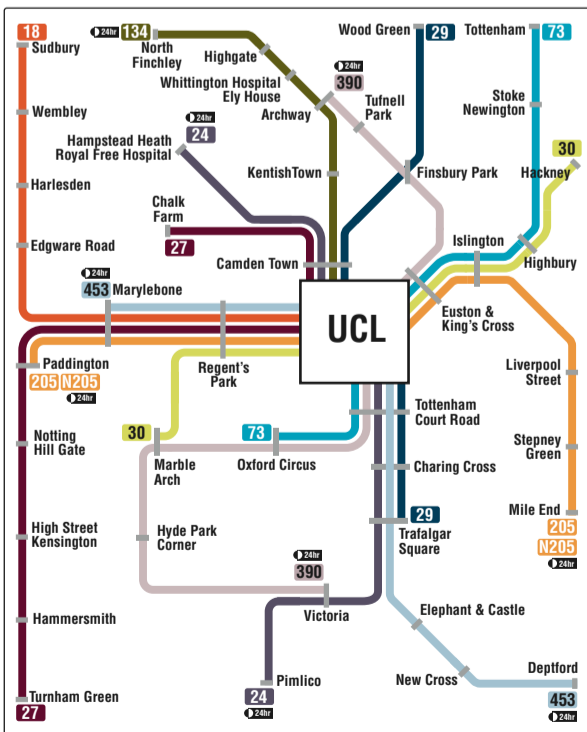 18
Sudbury
24hr 134
North
Finchley
Highgate
Whittington Hospital
Ely House
Archway
24hr
390
Tufnell
Park
Wood Green 29
Tottenham 73
Stoke
Newington
30
Hackney
Wembley
24hr
24
Hampstead Heath
Royal Free Hospital
KentishTown
Finsbury Park
Harlesden
Chalk
Farm
27
Edgware Road
Camden Town
Islington
Highbury
24hr
453 Marylebone
UCL
Euston &
King's Cross
Paddington
205 N205
24hr
Regent's
Park
Liverpool
Street
Notting
Hill Gate
30
Marble
Arch
73
Oxford Circus
Tottenham
Court Road
Charing Cross
Stepney
Green
Mile End
205
N205
24hr
High Street
Kensington
Hyde Park
Corner
29
Trafalgar
Square
24hr
390
Victoria
Hammersmith
Elephant & Castle
New Cross
Deptford
453
24hr
Turnham Green
27
Pimlico
24
24hr